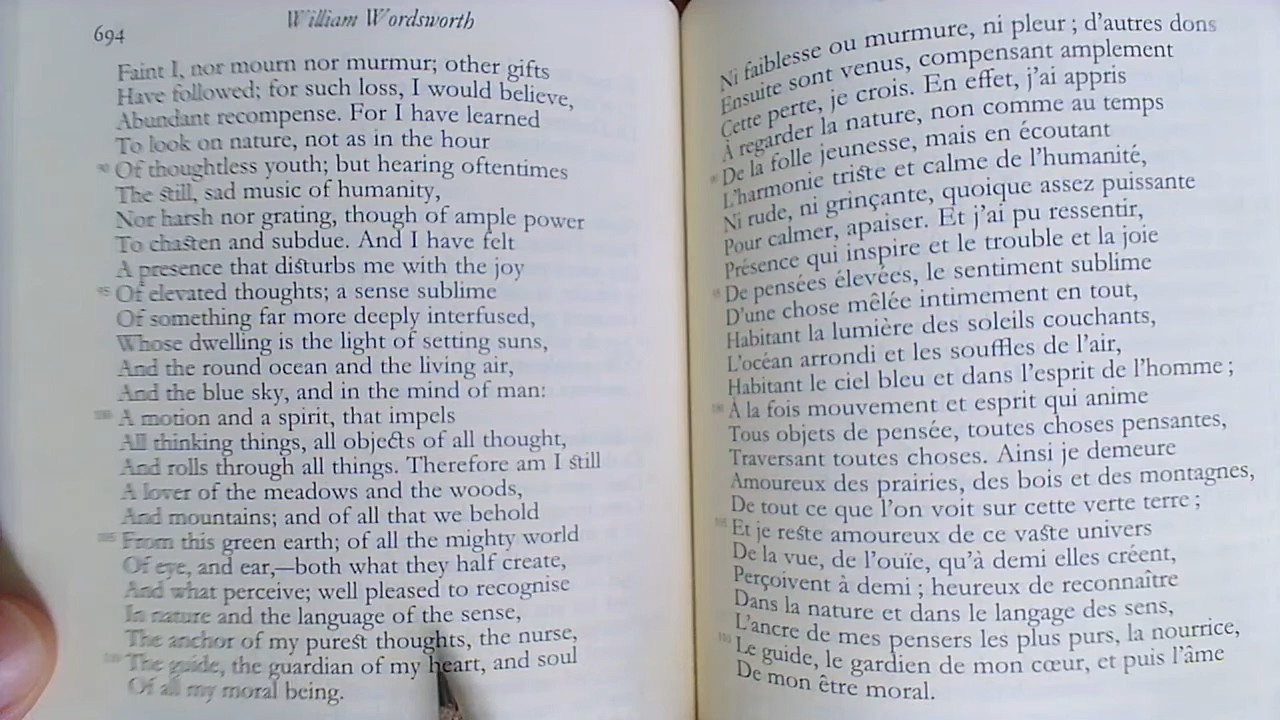 694
William Wordsworth
Faint I, nor mourn nor murmur; other gifts
Have followed; for such loss, I would believe,
Abundant recompense. For I have learned
To look on nature, not as in the hour
90 Of thoughtless youth; but hearing oftentimes
The still, sad music of humanity,
Nor harsh nor grating, though of ample power
To chasten and subdue. And I have felt
A presence that disturbs me with the joy
95 Of elevated thoughts; a sense sublime
Of something far more deeply interfused,
Whose dwelling is the light of setting suns,
And the round ocean and the living air,
And the blue sky, and in the mind of man:
100 A motion and a spirit, that impels
All thinking things, all objects of all thought,
And rolls through all things. Therefore am I still
A lover of the meadows and the woods,
And mountains; and of all that we behold
105 From this green earth; of all the mighty world
Of eye, and ear,—both what they half create,
And what perceive; well pleased to recognise
In nature and the language of the sense,
The anchor of my purest thoughts, the nurse,
110 The guide, the guardian of my heart, and soul
Of all my moral being.
Ni faiblesse ou murmure, ni pleur ; d'autres dons
Ensuite sont venus, compensant amplement
Cette perte, je crois. En effet, j'ai appris
À regarder la nature, non comme au temps
90 De la folle jeunesse, mais en écoutant
L'harmonie triste et calme de l'humanité,
Ni rude, ni grinçante, quoique assez puissante
Pour calmer, apaiser. Et j'ai pu ressentir,
Présence qui inspire et le trouble et la joie
95 De pensées élevées, le sentiment sublime
D'une chose mêlée intimement en tout,
Habitant la lumière des soleils couchants,
L'océan arrondi et les souffles de l'air,
Habitant le ciel bleu et dans l'esprit de l'homme ;
100 À la fois mouvement et esprit qui anime
Tous objets de pensée, toutes choses pensantes,
Traversant toutes choses. Ainsi je demeure
Amoureux des prairies, des bois et des montagnes,
De tout ce que l'on voit sur cette verte terre ;
105 Et je reste amoureux de ce vaste univers
De la vue, de l'ouïe, qu'à demi elles créent,
Perçoivent à demi ; heureux de reconnaître
Dans la nature et dans le langage des sens,
L'ancre de mes pensers les plus purs, la nourrice,
110 Le guide, le gardien de mon cœur, et puis l'âme
De mon être moral.